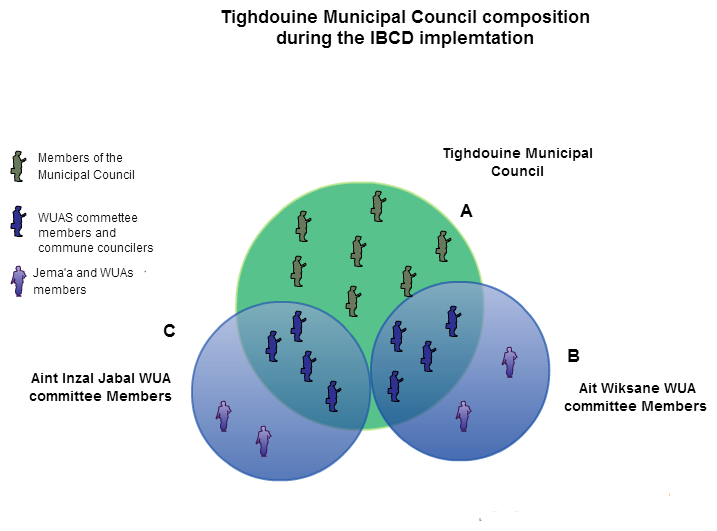 Tighdouine Municipal Council composition
during the IBCD implemtation
Members of the
Municipal Council
WUAS commettee
members and
commune councilers
Jema'a and WUAs
members
Tighdouine Municipal
Council
A
C
B
Aint Inzal Jabal WUA
committee Members
Ait Wiksane WUA
committee Members